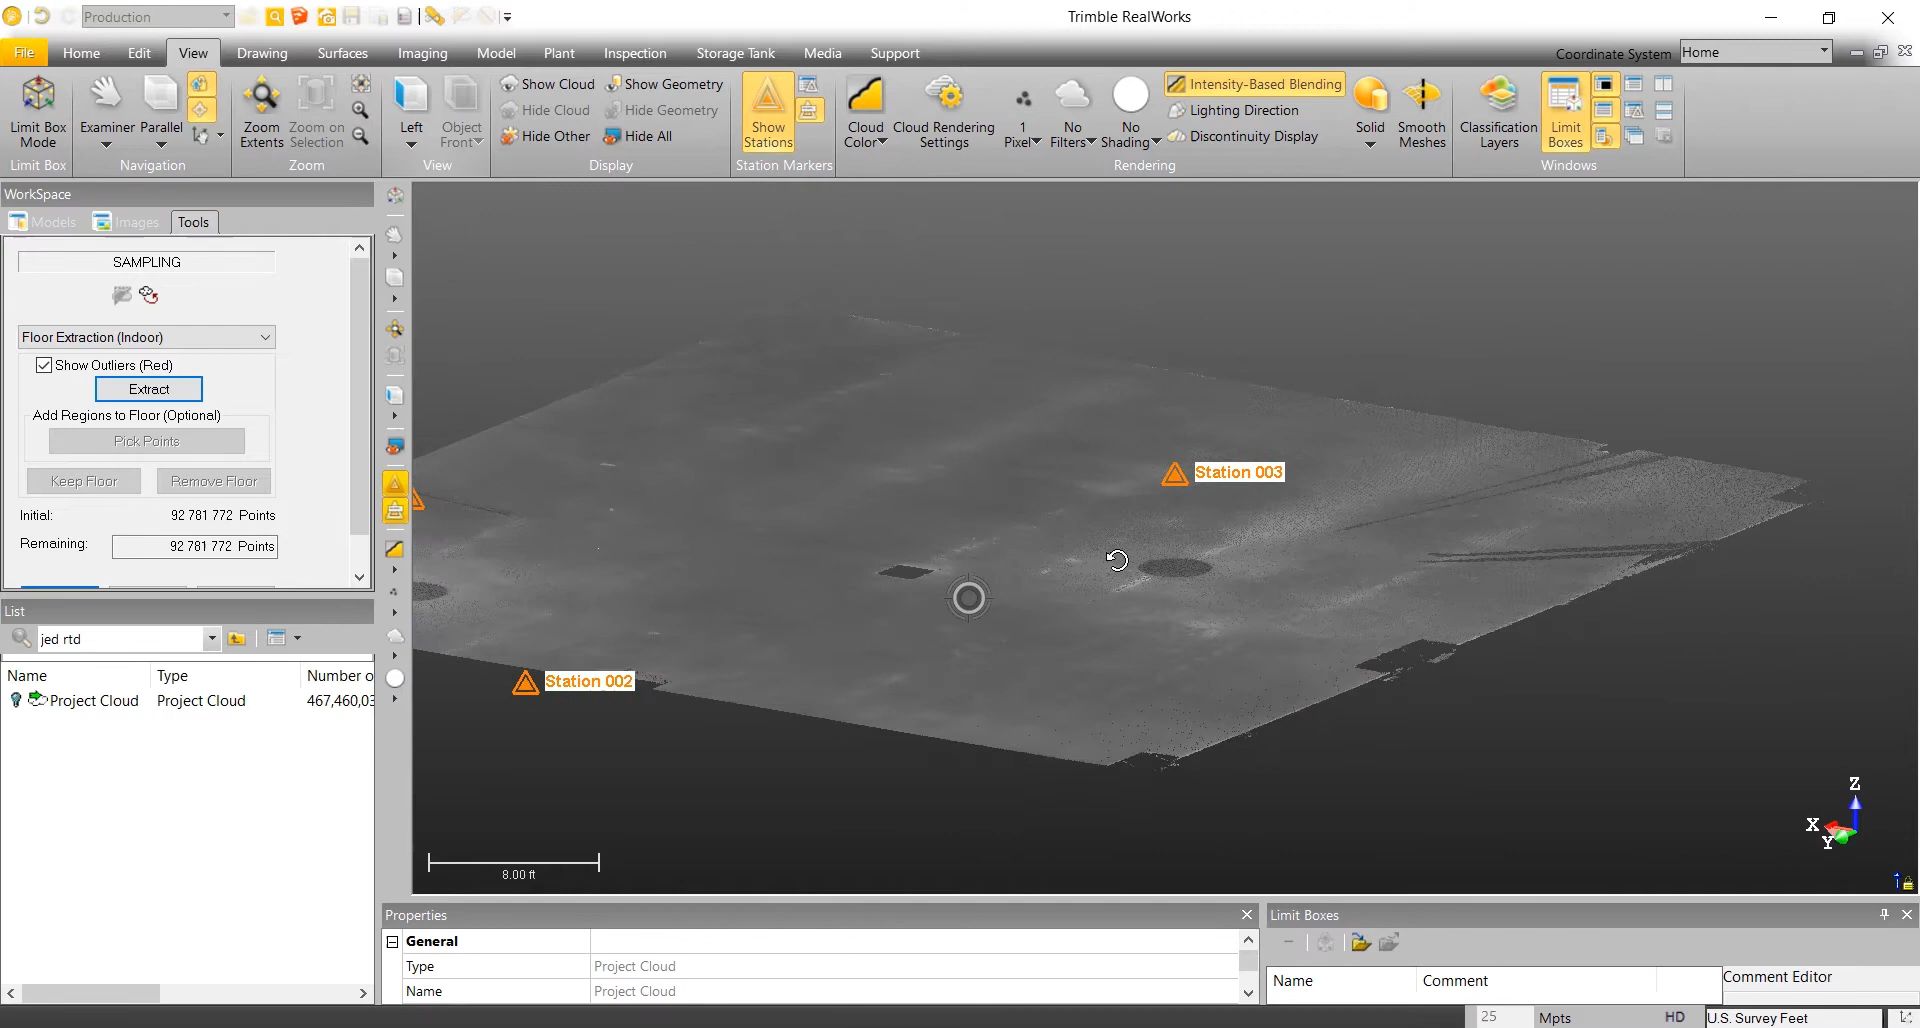 Production
Trimble RealWorks
File Home Edit View Drawing Surfaces Imaging Model Plant Inspection Storage Tank Media Support
Coordinate System Home
Limit Box Mode
Limit Box
Examiner Parallel
Navigation
Zoom Extents Zoom on Selection
Zoom
Left Object Front
View
Show Cloud Show Geometry
Hide Cloud Hide Geometry
Hide Other Hide All
Display
Show Stations
Station Markers
Cloud Color Cloud Rendering Settings
1 Pixel No Filters No Shading
Intensity-Based Blending
Lighting Direction
Discontinuity Display
Solid Smooth Meshes
Rendering
Classification Layers Limit Boxes
Windows
WorkSpace
Models Images Tools
SAMPLING
Floor Extraction (Indoor)
Show Outliers (Red)
Extract
Add Regions to Floor (Optional)
Pick Points
Keep Floor Remove Floor
Initial: 92 781 772 Points
Remaining: 92 781 772 Points
List
jed rtd
Name Type Number o
Project Cloud Project Cloud 467,460,03
Station 003
Station 002
8.00 ft
Z
X
Y
Properties
General
Type Project Cloud
Name Project Cloud
Limit Boxes
Name Comment
Comment Editor
25 Mpts HD U.S. Survey Feet